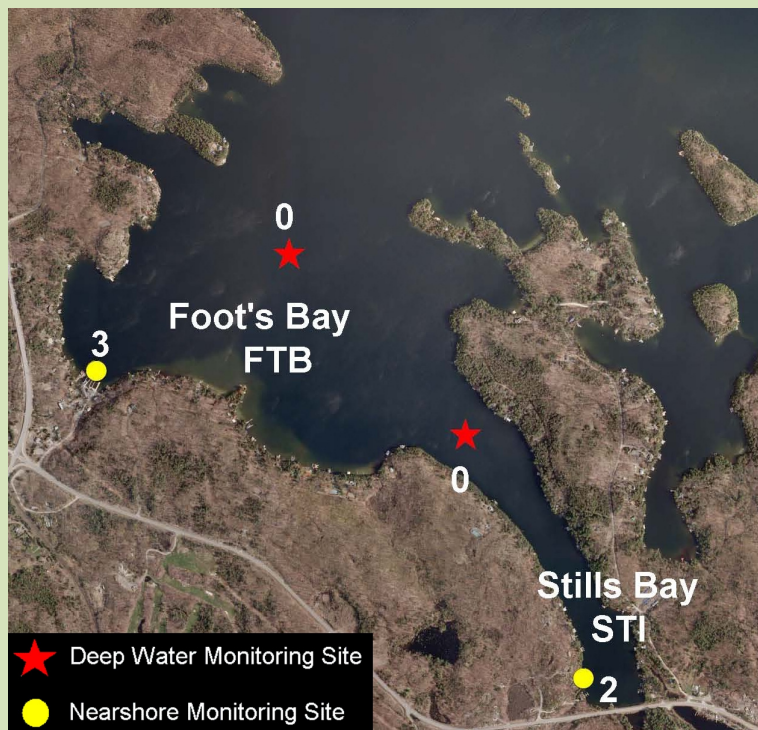 0
Foot's Bay
FTB
3
0
Stills Bay
STI
2
Deep Water Monitoring Site
Nearshore Monitoring Site